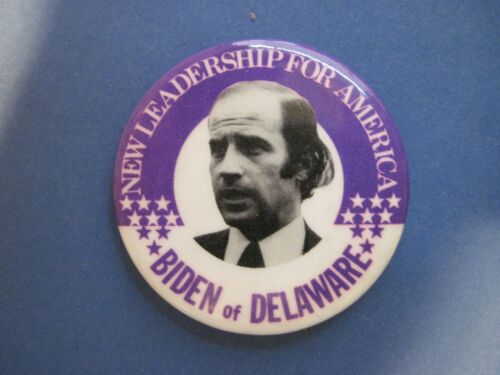 NEW LEADERSHIP FOR AMERICA
BIDEN of DELAWARE